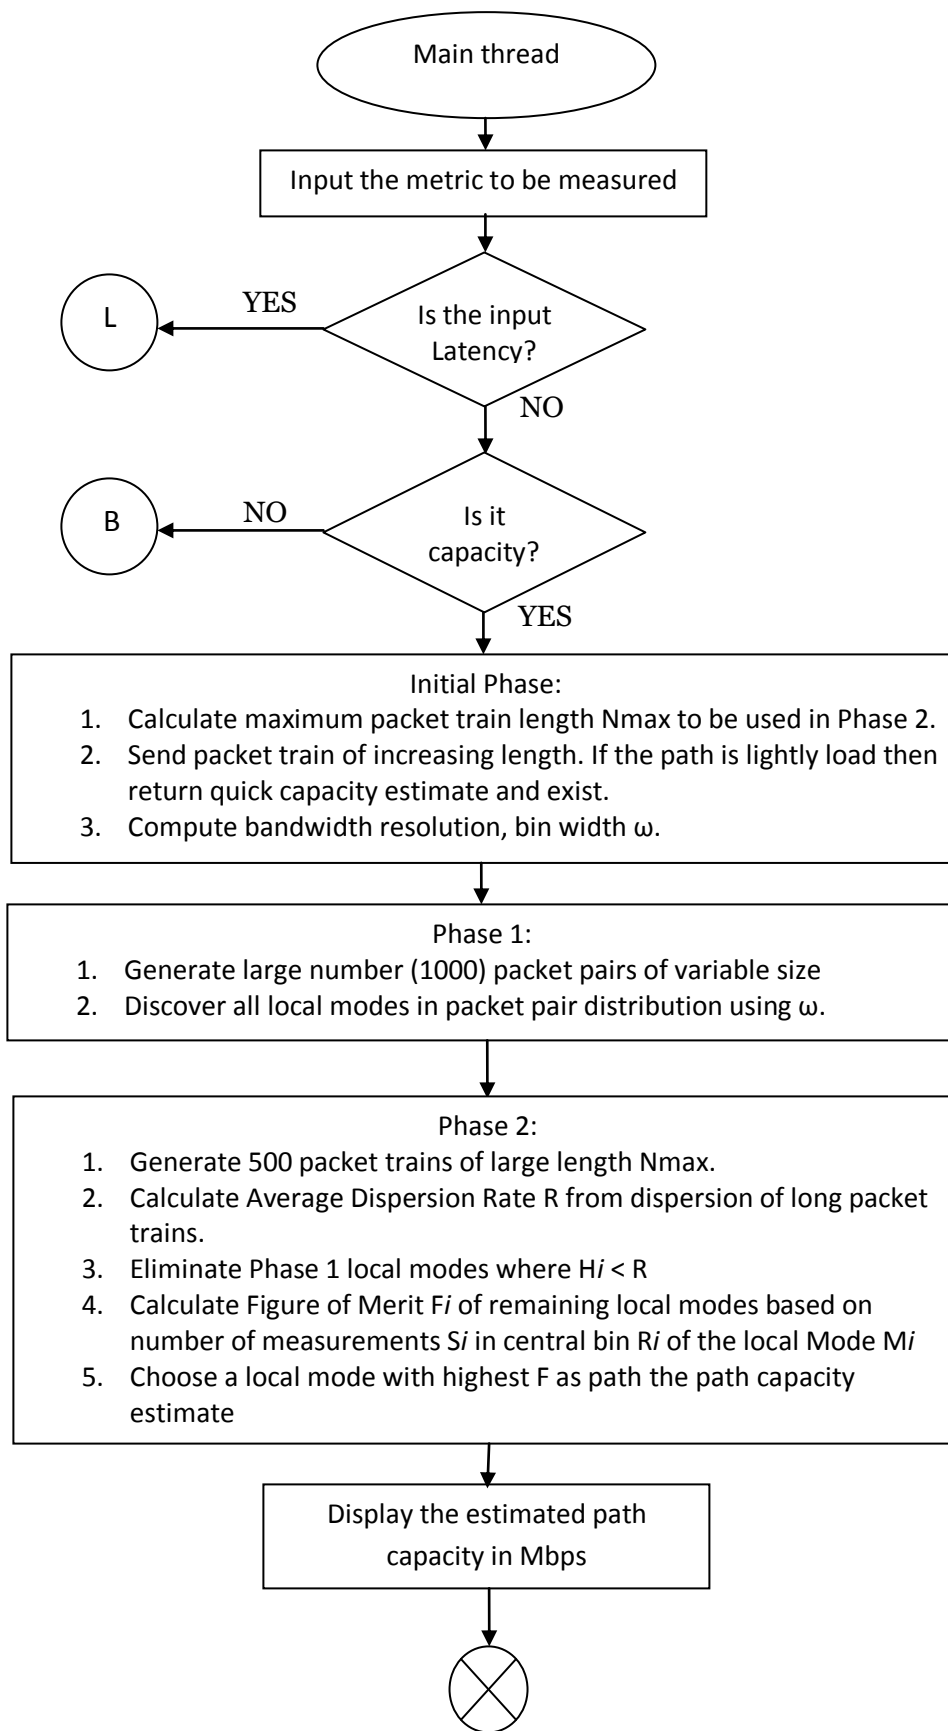 Main thread
Input the metric to be measured
L
YES
Is the input
Latency?
NO
B
NO
Is it
capacity?
YES
Initial Phase:
1. Calculate maximum packet train length Nmax to be used in Phase 2.
2. Send packet train of increasing length. If the path is lightly load then
return quick capacity estimate and exist.
3. Compute bandwidth resolution, bin width ω.
Phase 1:
1. Generate large number (1000) packet pairs of variable size
2. Discover all local modes in packet pair distribution using ω.
Phase 2:
1. Generate 500 packet trains of large length Nmax.
2. Calculate Average Dispersion Rate R from dispersion of long packet
trains.
3. Eliminate Phase 1 local modes where Hi < R
4. Calculate Figure of Merit Fi of remaining local modes based on
number of measurements Si in central bin Ri of the local Mode Mi
5. Choose a local mode with highest F as path the path capacity
estimate
Display the estimated path
capacity in Mbps